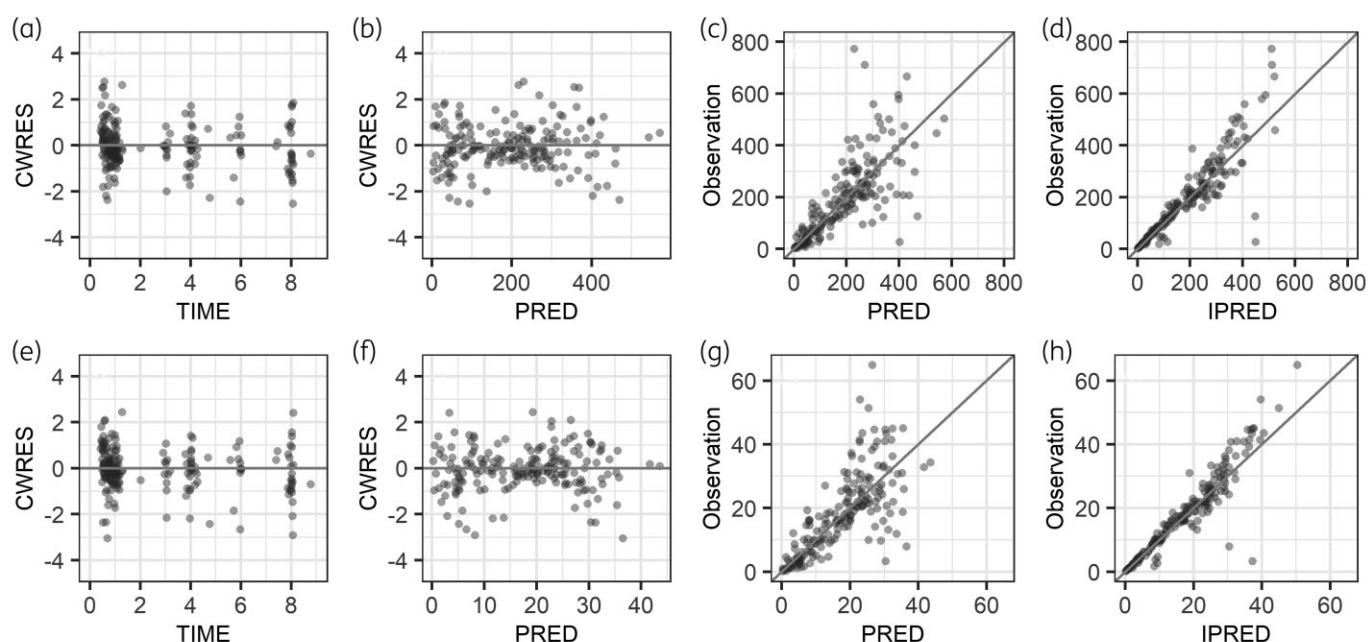 (a)
4
2
0
-2
-4
CWRES
0 2 4 6 8
TIME
(b)
4
2
0
-2
-4
CWRES
0 200 400
PRED
(c)
800
600
400
200
0
Observation
0 200 400 600 800
PRED
(d)
800
600
400
200
0
Observation
0 200 400 600 800
IPRED
(e)
4
2
0
-2
-4
CWRES
0 2 4 6 8
TIME
(f)
4
2
0
-2
-4
CWRES
0 10 20 30 40
PRED
(g)
60
40
20
0
Observation
0 20 40 60
PRED
(h)
60
40
20
0
Observation
0 20 40 60
IPRED